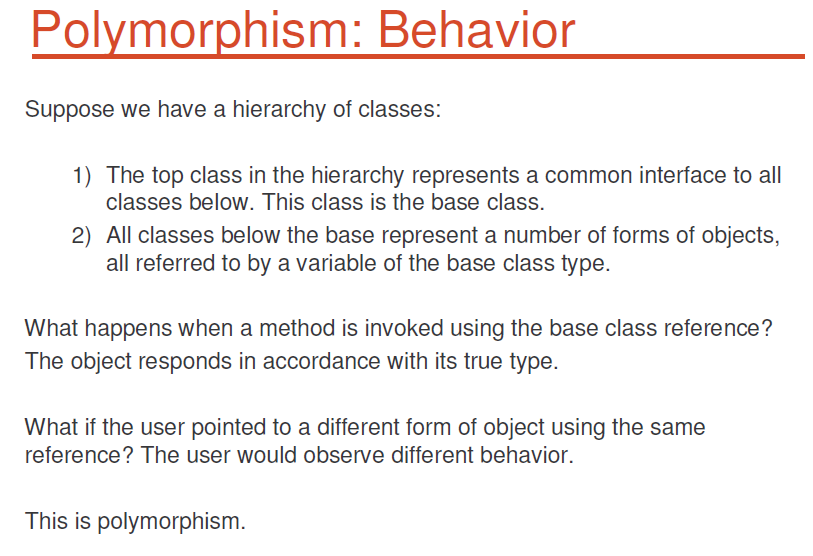 Polymorphism: Behavior
Suppose we have a hierarchy of classes:
1) The top class in the hierarchy represents a common interface to all
classes below. This class is the base class.
2) All classes below the base represent a number of forms of objects,
all referred to by a variable of the base class type.
What happens when a method is invoked using the base class reference?
The object responds in accordance with its true type.
What if the user pointed to a different form of object using the same
reference? The user would observe different behavior.
This is polymorphism.